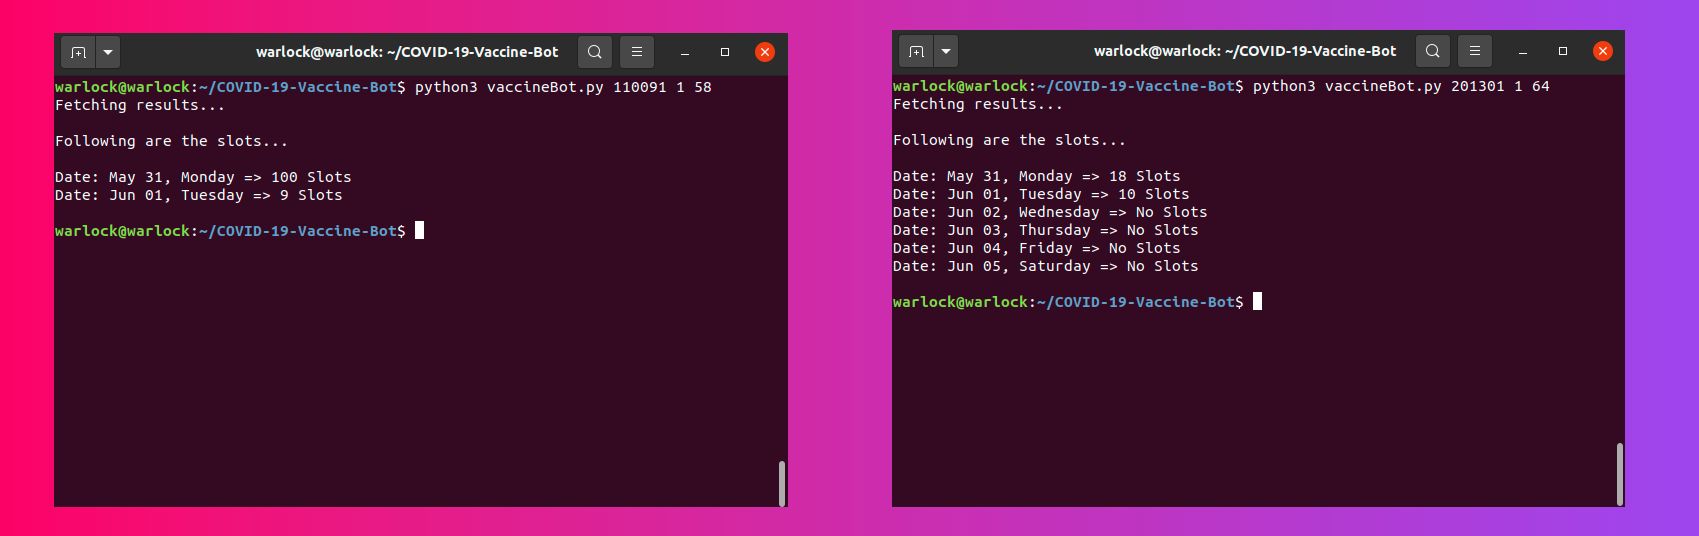 warlock@warlock: ~/COVID-19-Vaccine-Bot
warlock@warlock:~/COVID-19-Vaccine-Bot$ python3 vaccineBot.py 110091 1 58
Fetching results...
Following are the slots...
Date: May 31, Monday => 100 Slots
Date: Jun 01, Tuesday => 9 Slots
warlock@warlock:~/COVID-19-Vaccine-Bot$
warlock@warlock: ~/COVID-19-Vaccine-Bot
warlock@warlock:~/COVID-19-Vaccine-Bot$ python3 vaccineBot.py 201301 1 64
Fetching results...
Following are the slots...
Date: May 31, Monday => 18 Slots
Date: Jun 01, Tuesday => 10 Slots
Date: Jun 02, Wednesday => No Slots
Date: Jun 03, Thursday => No Slots
Date: Jun 04, Friday => No Slots
Date: Jun 05, Saturday => No Slots
warlock@warlock:~/COVID-19-Vaccine-Bot$